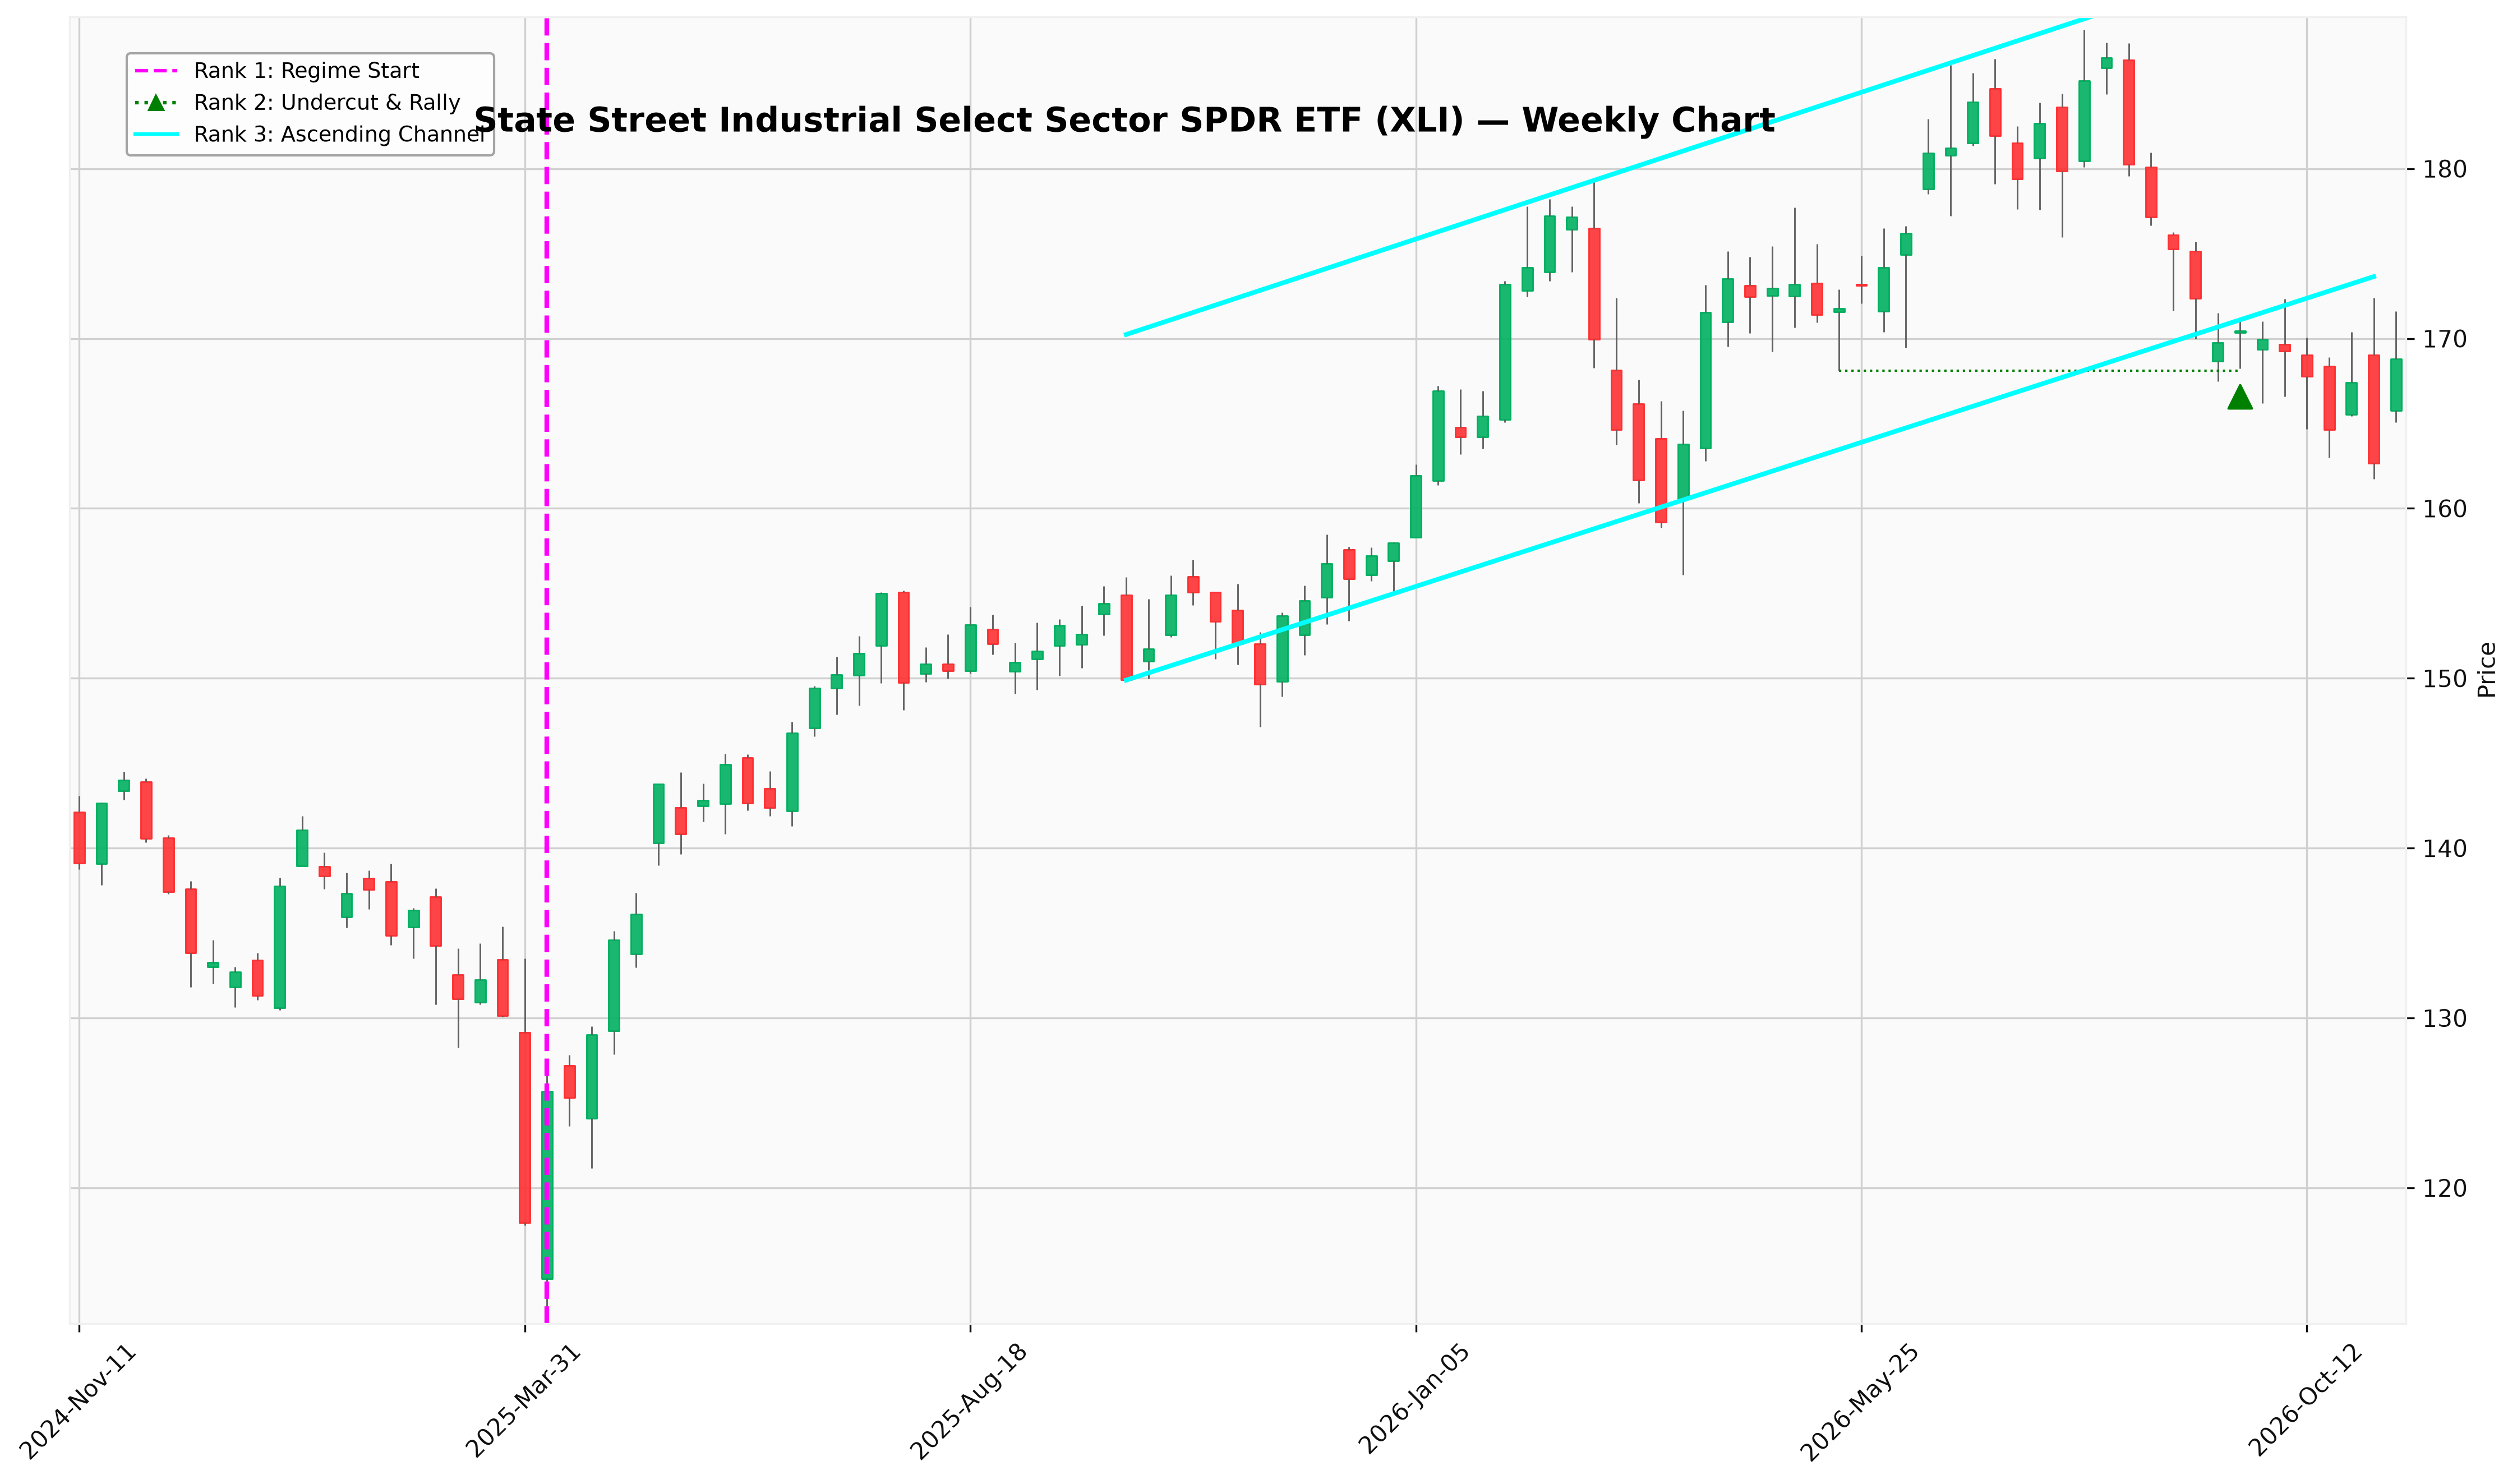 State Street Industrial Select Sector SPDR ETF (XLI) — Weekly Chart
Rank 1: Regime Start
Rank 2: Undercut & Rally
Rank 3: Ascending Channel
180
170
160
150
140
130
120
Price
2024-Nov-11
2025-Mar-31
2025-Aug-18
2026-Jan-05
2026-May-25
2026-Oct-12